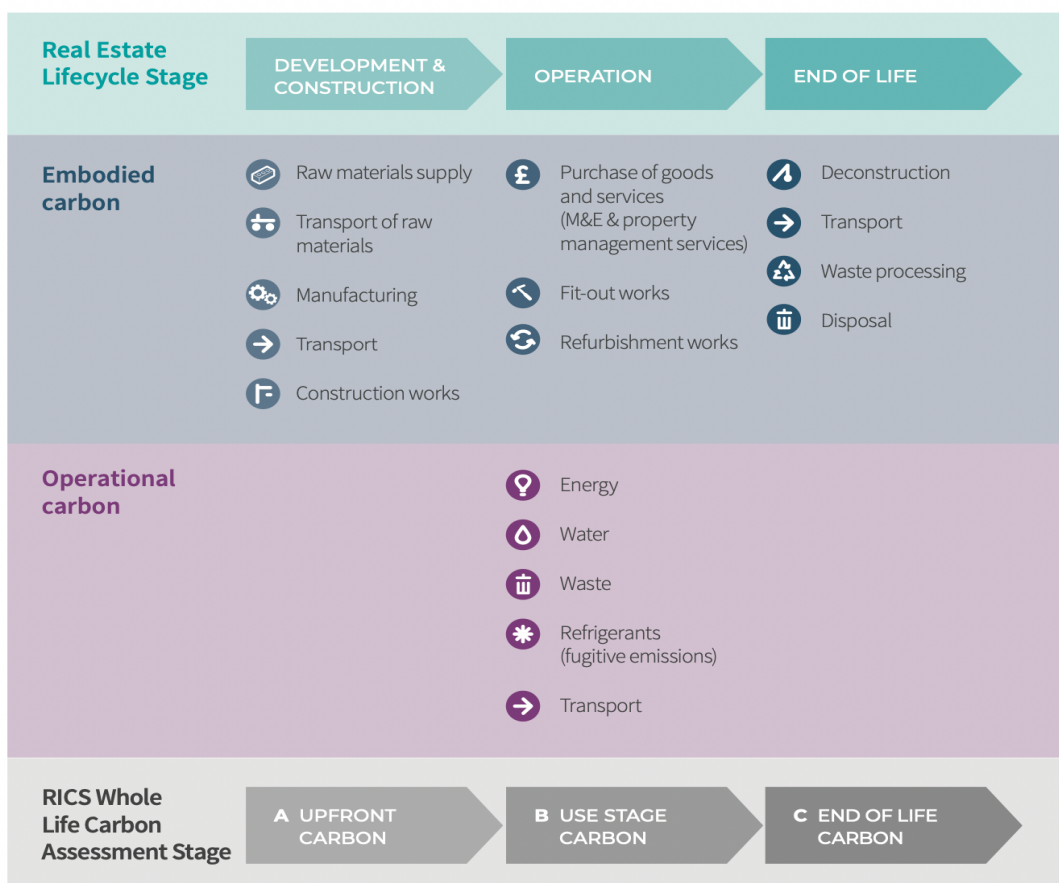 Real Estate
Lifecycle Stage
DEVELOPMENT &
CONSTRUCTION
OPERATION
END OF LIFE
Embodied
carbon
Raw materials supply
Transport of raw
materials
Manufacturing
Transport
Construction works
£
Purchase of goods
and services
(M&E & property
management services)
Fit-out works
Refurbishment works
Deconstruction
Transport
Waste processing
Disposal
Operational
carbon
Energy
Water
Waste
Refrigerants
(fugitive emissions)
Transport
RICS Whole
Life Carbon
Assessment Stage
A UPFRONT
CARBON
B USE STAGE
CARBON
C END OF LIFE
CARBON